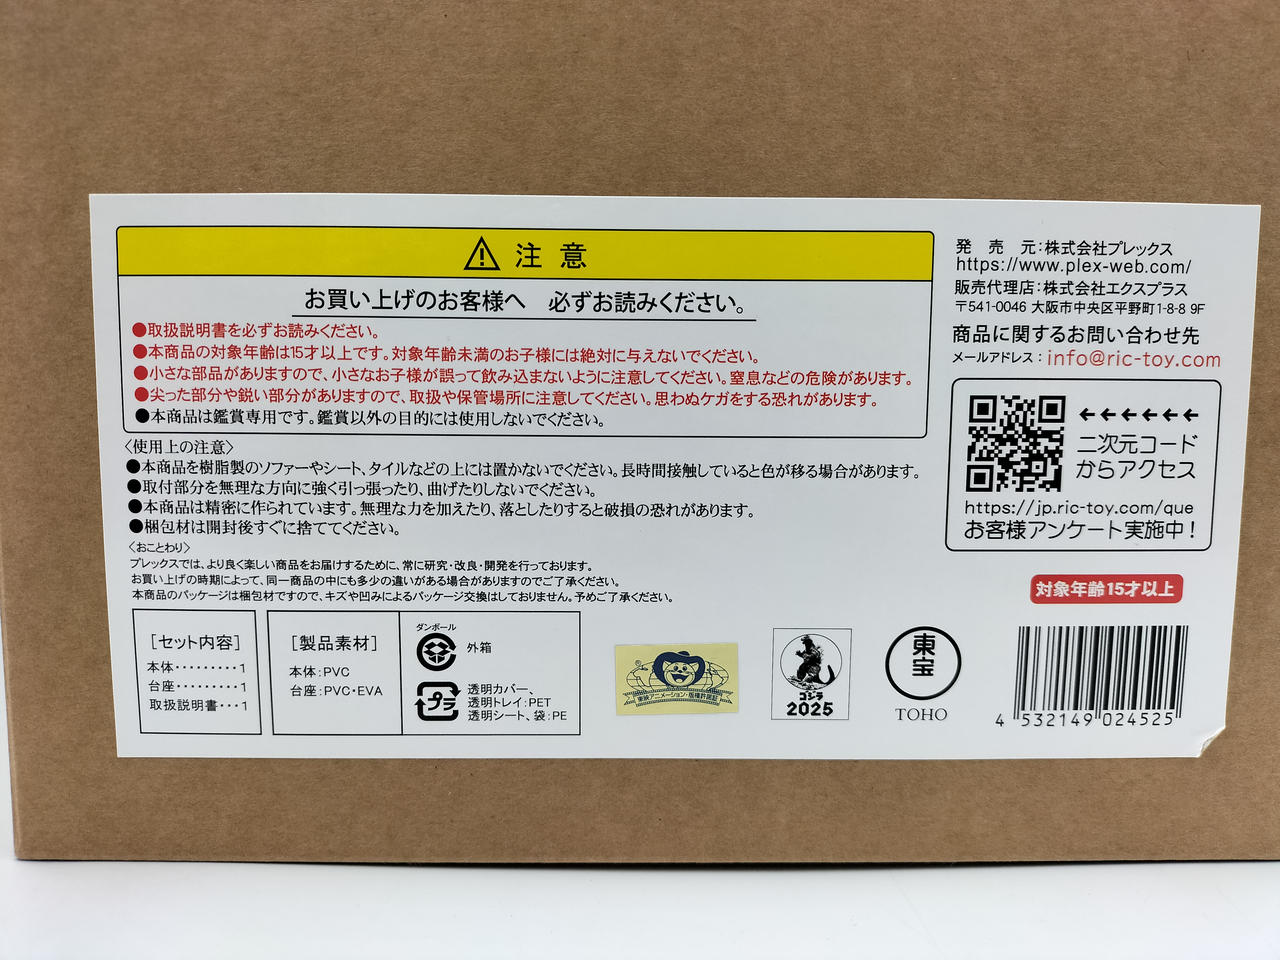 注意
お買い上げのお客様へ 必ずお読みください。
●取扱説明書を必ずお読みください。
●本商品の対象年齢は15才以上です。対象年齢未満のお子様には絶対に与えないでください。
●小さな部品がありますので、小さなお子様が誤って飲み込まないように注意してください。窒息などの危険があります。
●尖った部分や鋭い部分がありますので、取扱や保管場所に注意してください。思わぬケガをする恐れがあります。
●本商品は鑑賞専用です。鑑賞以外の目的には使用しないでください。
〈使用上の注意〉
●本商品を樹脂製のソファーやシート、タイルなどの上には置かないでください。長時間接触していると色が移る場合があります。
●取付部分を無理な方向に強く引っ張ったり、曲げたりしないでください。
●本商品は精密に作られています。無理な力を加えたり、落としたりすると破損の恐れがあります。
●梱包材は開封後すぐに捨ててください。
〈おことわり〉
プレックスでは、より良く楽しい商品をお届けするために、常に研究・改良・開発を行っております。
お買い上げの時期によって、同一商品の中にも多少の違いがある場合がありますのでご了承ください。
本商品のパッケージは梱包材ですので、キズや凹みによるパッケージ交換はしておりません。予めご了承ください。
[セット内容]
本体·········1
台座·········1
取扱説明書···1
[製品素材]
本体:PVC
台座:PVC・EVA
ダンボール
外箱
プラ
透明カバー、
透明トレイ:PET
透明シート、袋:PE
東映アニメーション・版権許諾証
ゴジラ
2025
東宝
TOHO
発売元:株式会社プレックス
https://www.plex-web.com/
販売代理店:株式会社エクスプラス
〒541-0046 大阪市中央区平野町1-8-8 9F
商品に関するお問い合わせ先
メールアドレス:info@ric-toy.com
←←←←←←
二次元コード
からアクセス
https://jp.ric-toy.com/que
お客様アンケート実施中!
対象年齢15才以上
4 532149 024525